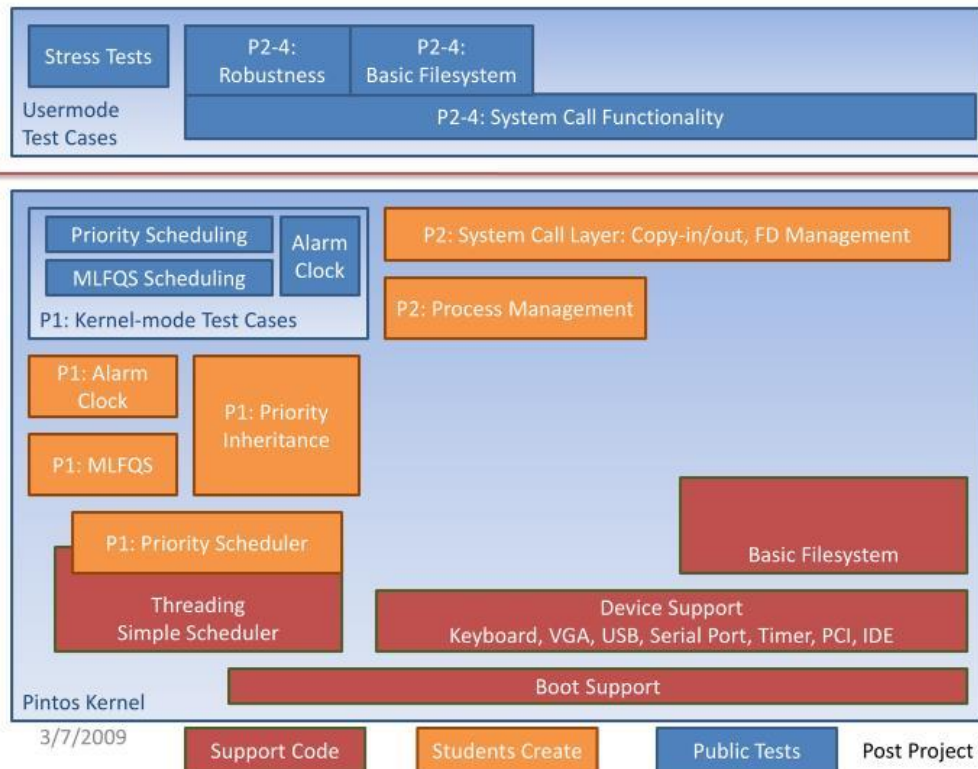 Stress Tests
P2-4:
Robustness
P2-4:
Basic Filesystem
Usermode
Test Cases
P2-4: System Call Functionality
Priority Scheduling
MLFQS Scheduling
Alarm
Clock
P1: Kernel-mode Test Cases
P2: System Call Layer: Copy-in/out, FD Management
P2: Process Management
P1: Alarm
Clock
P1: Priority
Inheritance
P1: MLFQS
P1: Priority Scheduler
Threading
Simple Scheduler
Basic Filesystem
Device Support
Keyboard, VGA, USB, Serial Port, Timer, PCI, IDE
Boot Support
Pintos Kernel
3/7/2009
Support Code
Students Create
Public Tests
Post Project